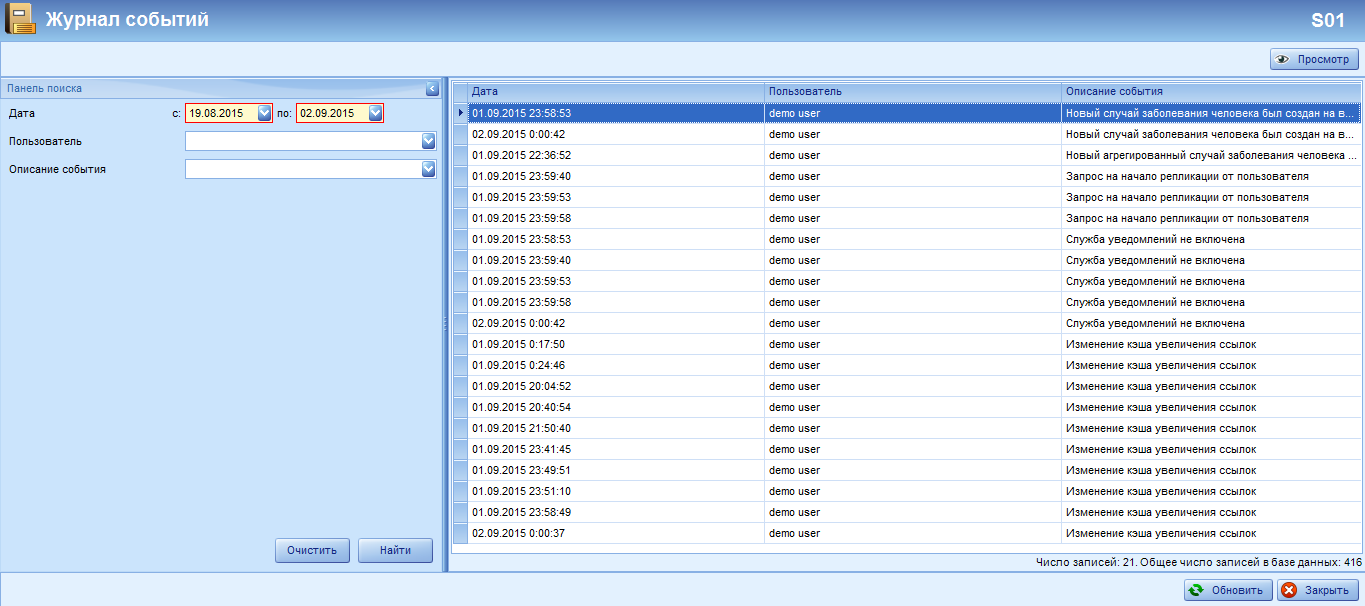 Журнал событий S01
Просмотр
Панель поиска
Дата с: 19.08.2015 по: 02.09.2015
Пользователь
Описание события
Очистить Найти
Дата Пользователь Описание события
01.09.2015 23:58:53 demo user Новый случай заболевания человека был создан на в...
02.09.2015 0:00:42 demo user Новый случай заболевания человека был создан на в...
01.09.2015 22:36:52 demo user Новый агрегированный случай заболевания человека ...
01.09.2015 23:59:40 demo user Запрос на начало репликации от пользователя
01.09.2015 23:59:53 demo user Запрос на начало репликации от пользователя
01.09.2015 23:59:58 demo user Запрос на начало репликации от пользователя
01.09.2015 23:58:53 demo user Служба уведомлений не включена
01.09.2015 23:59:40 demo user Служба уведомлений не включена
01.09.2015 23:59:53 demo user Служба уведомлений не включена
01.09.2015 23:59:58 demo user Служба уведомлений не включена
02.09.2015 0:00:42 demo user Служба уведомлений не включена
01.09.2015 0:17:50 demo user Изменение кэша увеличения ссылок
01.09.2015 0:24:46 demo user Изменение кэша увеличения ссылок
01.09.2015 20:04:52 demo user Изменение кэша увеличения ссылок
01.09.2015 20:40:54 demo user Изменение кэша увеличения ссылок
01.09.2015 21:50:40 demo user Изменение кэша увеличения ссылок
01.09.2015 23:41:45 demo user Изменение кэша увеличения ссылок
01.09.2015 23:49:51 demo user Изменение кэша увеличения ссылок
01.09.2015 23:51:10 demo user Изменение кэша увеличения ссылок
01.09.2015 23:58:49 demo user Изменение кэша увеличения ссылок
02.09.2015 0:00:37 demo user Изменение кэша увеличения ссылок
Число записей: 21. Общее число записей в базе данных: 416
Обновить Закрыть